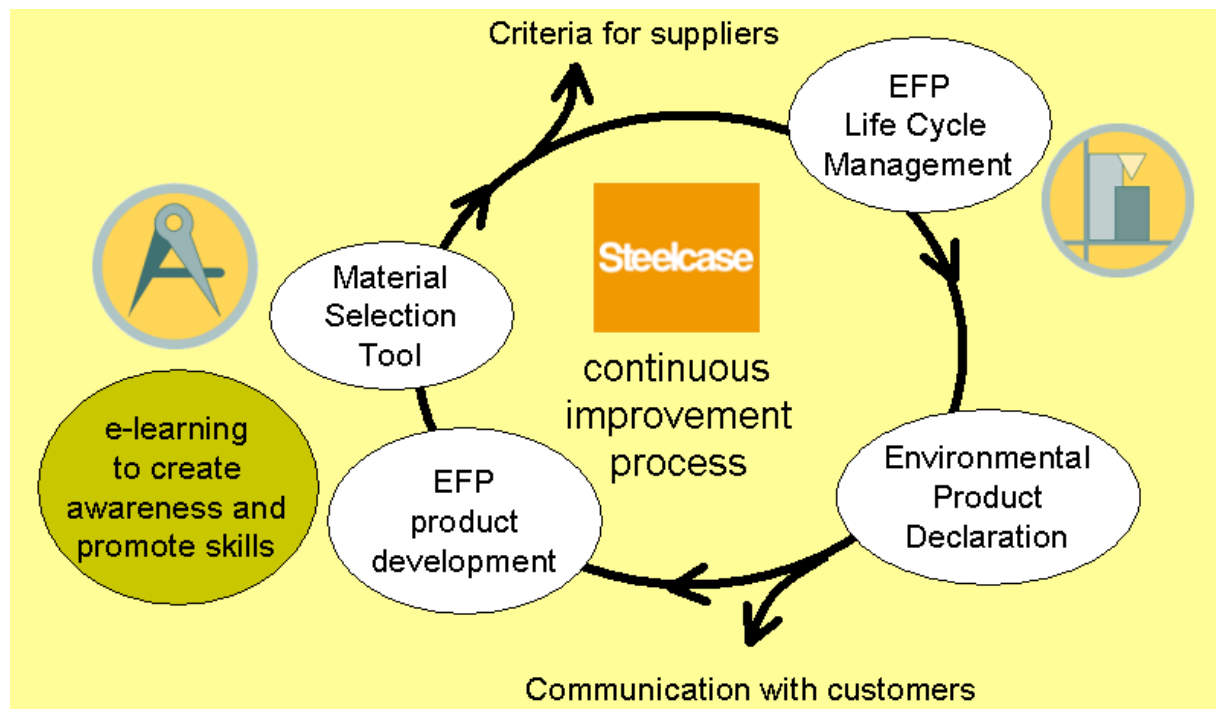 Criteria for suppliers
EFP
Life Cycle
Management
Steelcase
continuous
improvement
process
Material
Selection
Tool
e-learning
to create
awareness and
promote skills
EFP
product
development
Environmental
Product
Declaration
Communication with customers